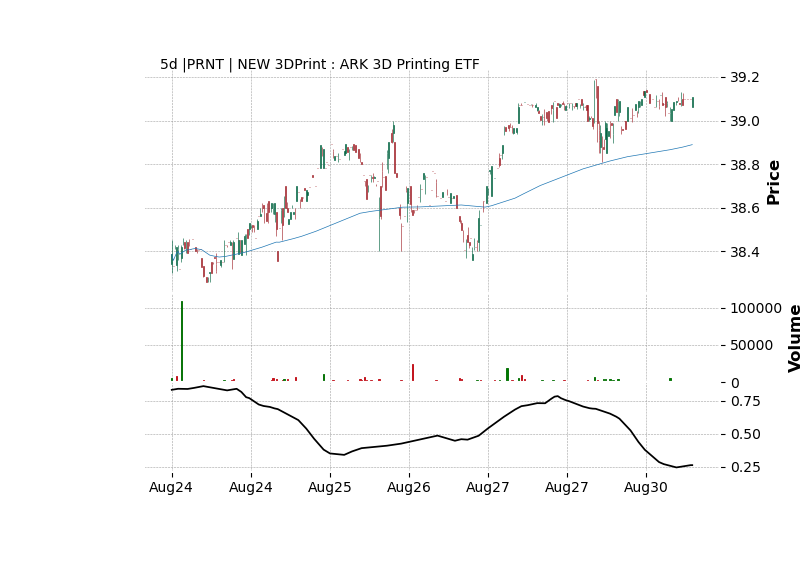 5d |PRNT | NEW 3DPrint : ARK 3D Printing ETF
39.2
39.0
38.8
38.6
38.4
Price
100000
50000
0
Volume
0.75
0.50
0.25
Aug24 Aug24 Aug25 Aug26 Aug27 Aug27 Aug30